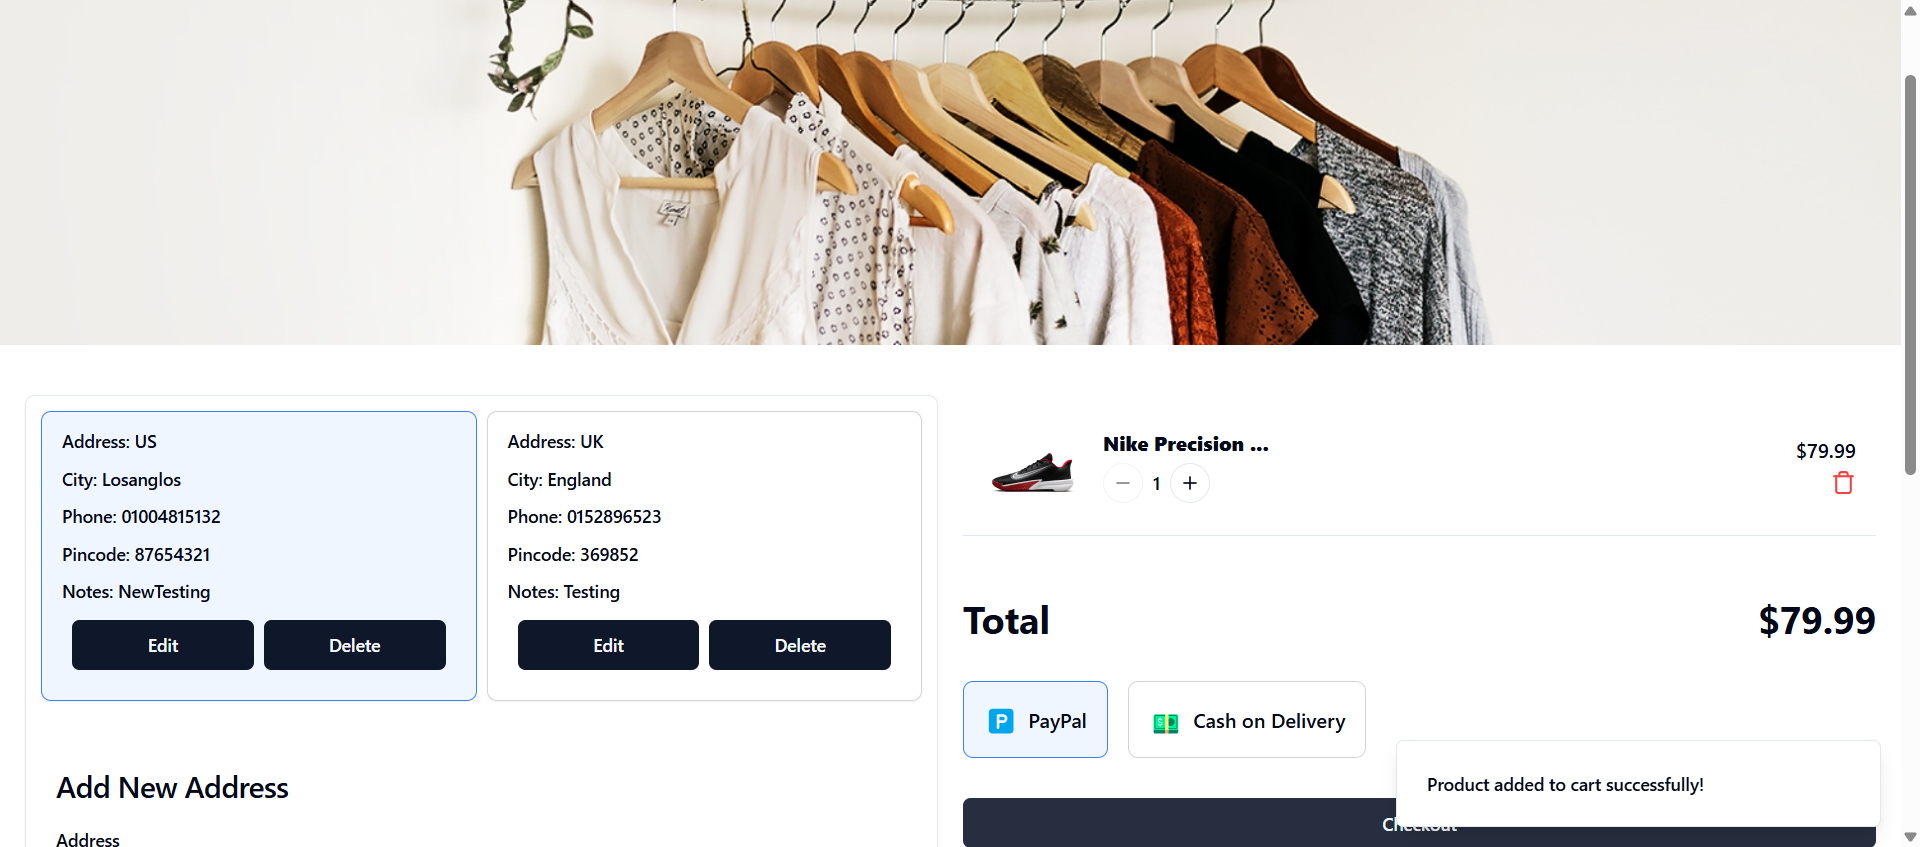 Address: US
City: Losanglos
Phone: 01004815132
Pincode: 87654321
Notes: NewTesting
Edit
Delete
Address: UK
City: England
Phone: 0152896523
Pincode: 369852
Notes: Testing
Edit
Delete
Add New Address
Address
Nike Precision ...
1
$79.99
Total
$79.99
P PayPal
Cash on Delivery
Checkout
Product added to cart successfully!